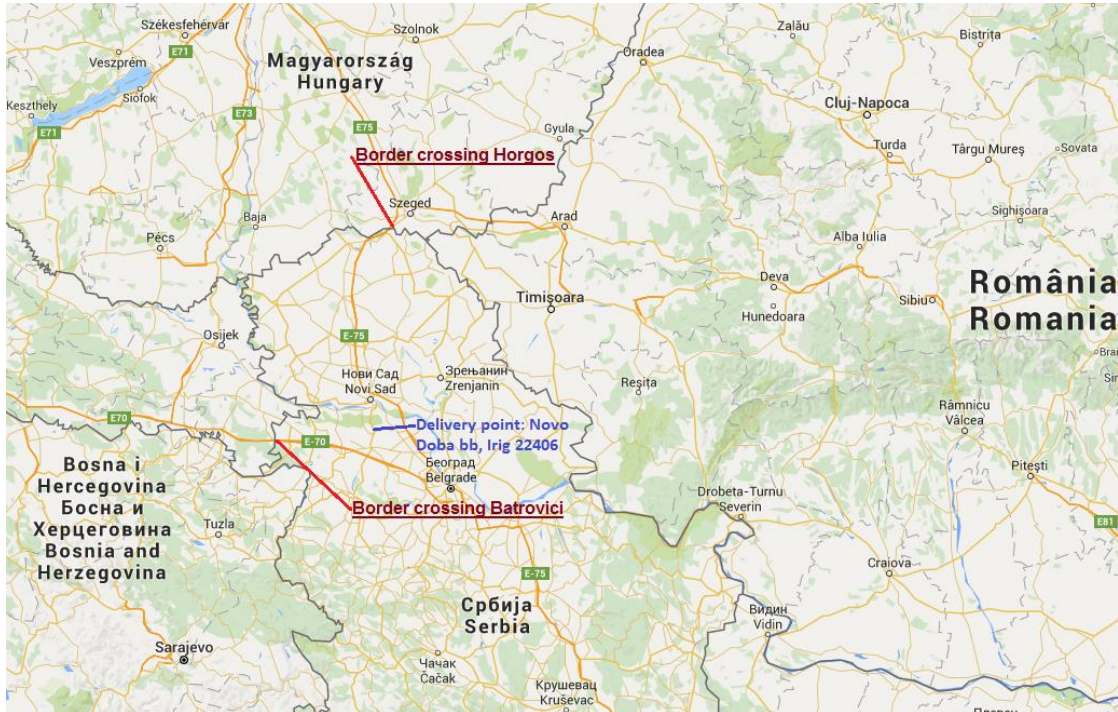 Székesfehérvár
Szolnok
Zalău
Bistrița
E71
Veszprém
Magyarország
Hungary
Oradea
Siófok
Keszthely
E71
E73
E75
Cluj-Napoca
Gyula
Turda
Târgu Mureș
Sovata
Border crossing Horgos
Szeged
Baja
Arad
Sighișoara
Pécs
Alba Iulia
Deva
Sibiu
România
Romania
Timișoara
Hunedoara
Osijek
E-75
Нови Сад
Novi Sad
Зрењанин
Zrenjanin
Reșița
Bra
Sin
Râmnicu
Vâlcea
E70
E-70
Delivery point: Novo
Doba bb, Irig 22406
Београд
Belgrade
Bosna i
Hercegovina
Босна и
Херцеговина
Bosnia and
Herzegovina
Pitești
Drobeta-Turnu
Severin
Border crossing Batrovici
Tuzla
E81
Craiova
E-75
Србија
Serbia
Видин
Vidin
Sarajevo
Чачак
Čačak
Крушевац
Kruševac